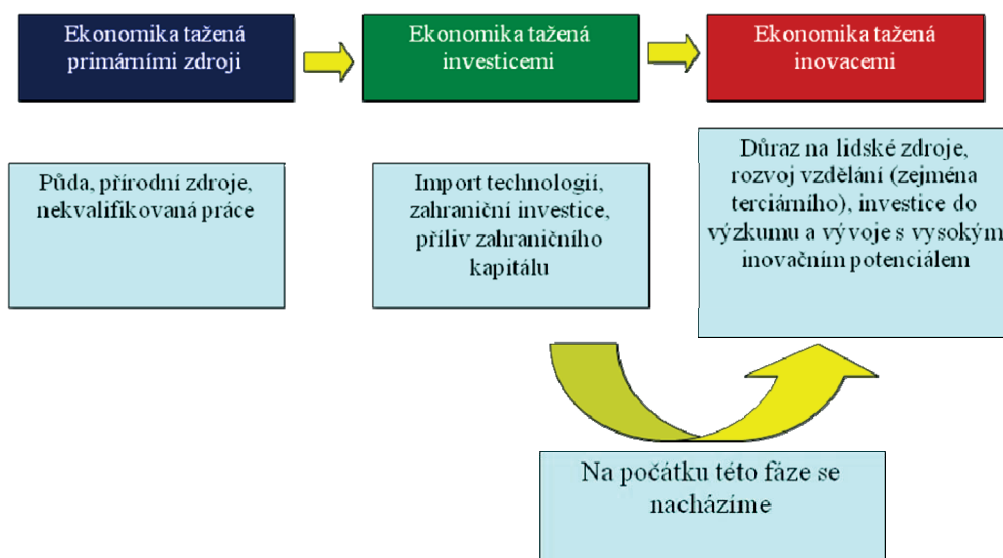 Ekonomika tažená
primárními zdroji
Ekonomika tažená
investicemi
Ekonomika tažená
inovacemi
Půda, přírodní zdroje,
nekvalifikovaná práce
Import technologií,
zahraniční investice,
příliv zahraničního
kapitálu
Důraz na lidské zdroje,
rozvoj vzdělání (zejména
terciárního), investice do
výzkumu a vývoje s vysokým
inovačním potenciálem
Na počátku této fáze se
nacházíme